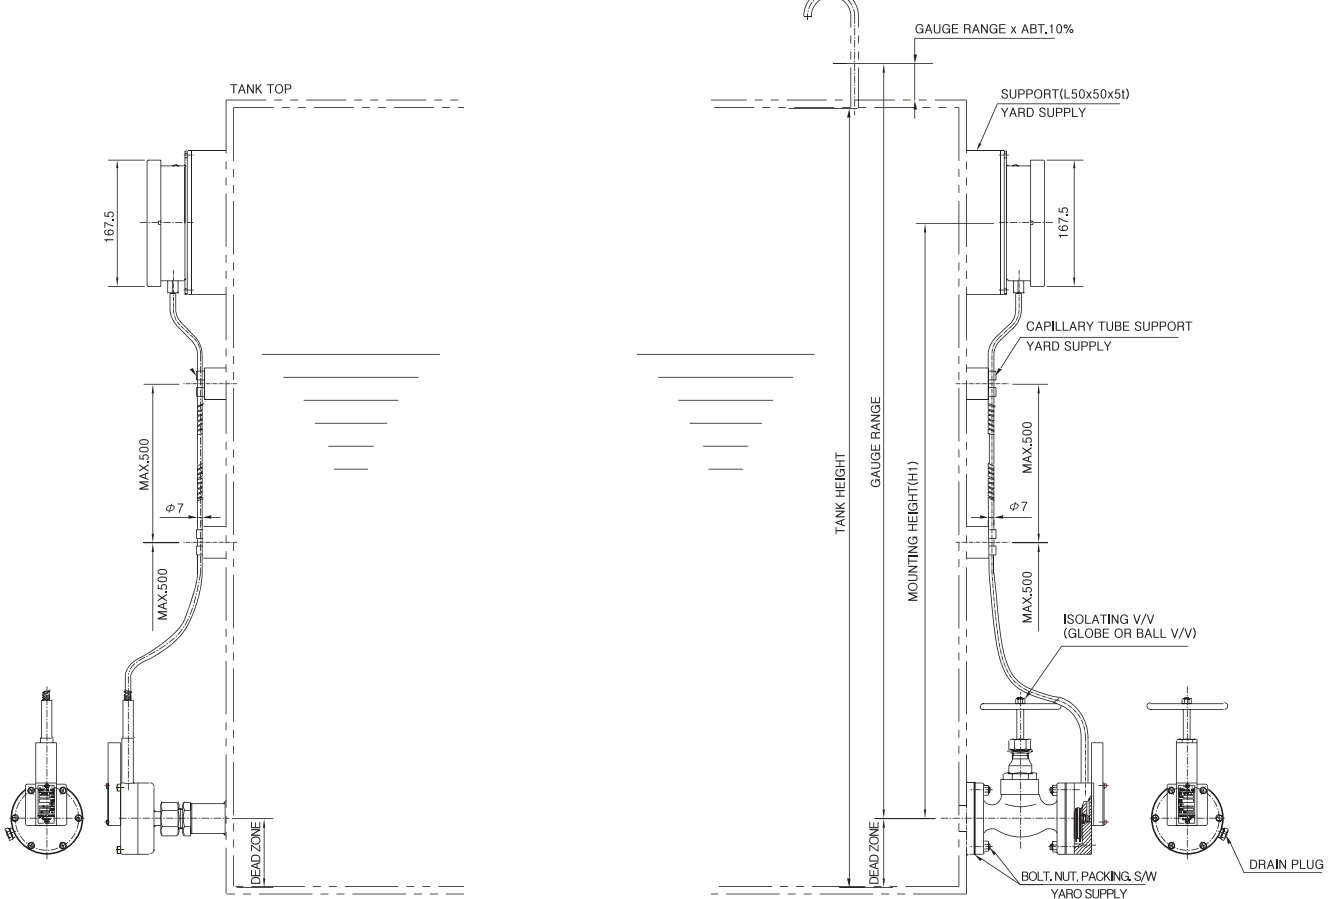 GAUGE RANGE x ABT.10%
TANK TOP
SUPPORT(L50x50x5t)
YARD SUPPLY
167.5
167.5
CAPILLARY TUBE SUPPORT
YARD SUPPLY
MAX.500
TANK HEIGHT
GAUGE RANGE
MOUNTING HEIGHT(H1)
MAX.500
Φ7
Φ7
MAX.500
MAX.500
ISOLATING V/V
(GLOBE OR BALL V/V)
DEAD ZONE
DEAD ZONE
DRAIN PLUG
BOLT. NUT, PACKING. S/W
YARO SUPPLY